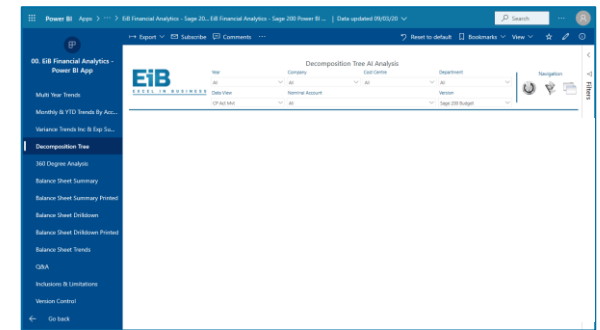 Power BI Apps > ··· > EiB Financial Analytics - Sage 20... EiB Financial Analytics - Sage 200 Power BI ... | Data updated 09/03/20
Search
Export Subscribe Comments ··· Reset to default Bookmarks View
00. EiB Financial Analytics -
Power BI App
Decomposition Tree AI Analysis
EiB
EXCEL IN BUSINESS
Year Company Cost Centre Department Navigation
All All All All
Data View Nominal Account Version
All Sage 200 Budget
Filters
Multi Year Trends
Monthly & YTD Trends By Acc...
Variance Trends Inc & Exp Su...
Decomposition Tree
360 Degree Analysis
Balance Sheet Summary
Balance Sheet Summary Printed
Balance Sheet Drilldown
Balance Sheet Drilldown Printed
Balance Sheet Trends
Q&A
Inclusions & Limitations
Version Control
Go back